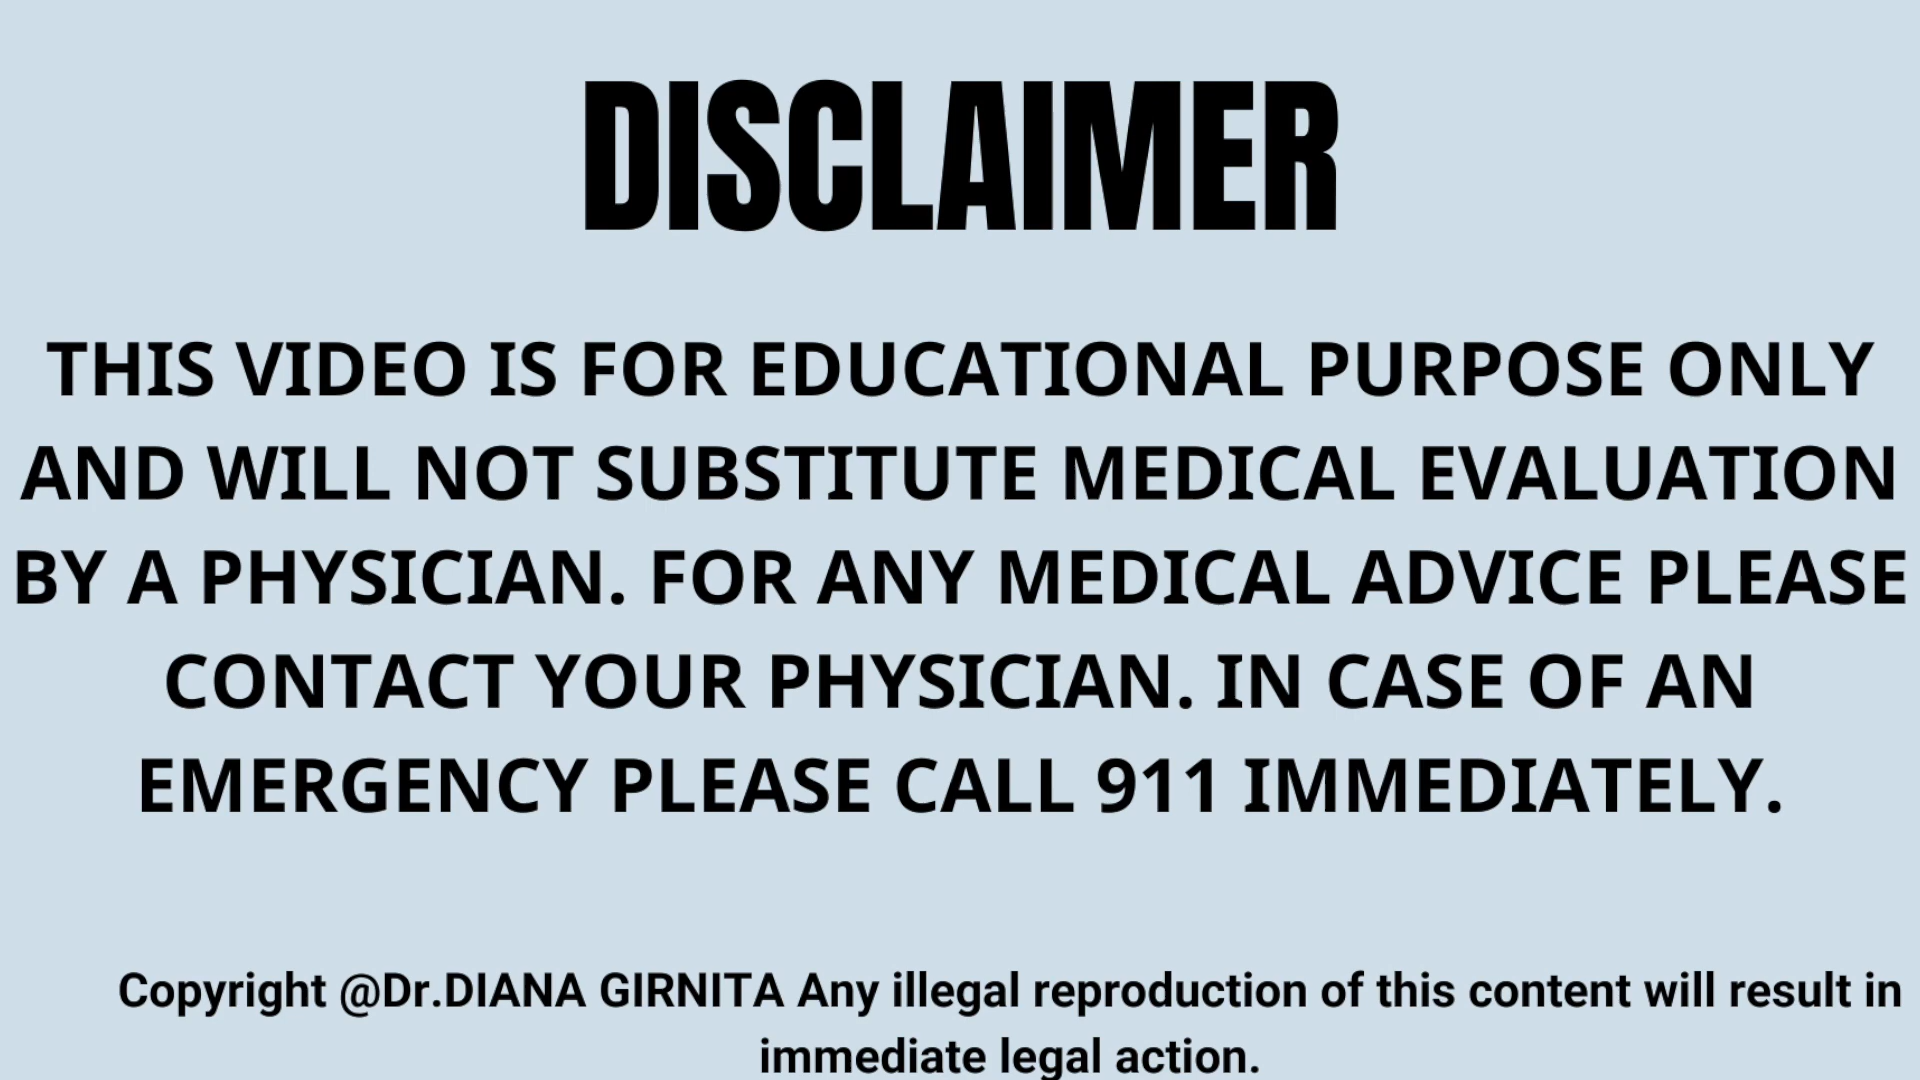 DISCLAIMER
THIS VIDEO IS FOR EDUCATIONAL PURPOSE ONLY
AND WILL NOT SUBSTITUTE MEDICAL EVALUATION
BY A PHYSICIAN. FOR ANY MEDICAL ADVICE PLEASE
CONTACT YOUR PHYSICIAN. IN CASE OF AN
EMERGENCY PLEASE CALL 911 IMMEDIATELY.
Copyright @Dr.DIANA GIRNITA Any illegal reproduction of this content will result in
immediate legal action.